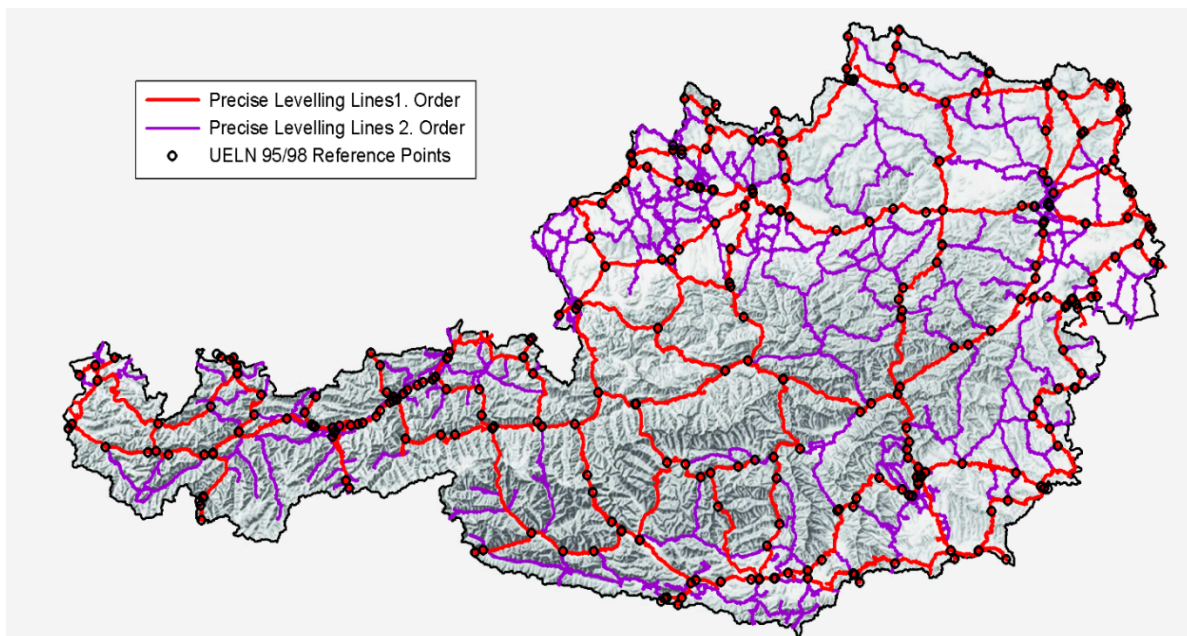 Precise Levelling Lines1. Order
Precise Levelling Lines 2. Order
UELN 95/98 Reference Points